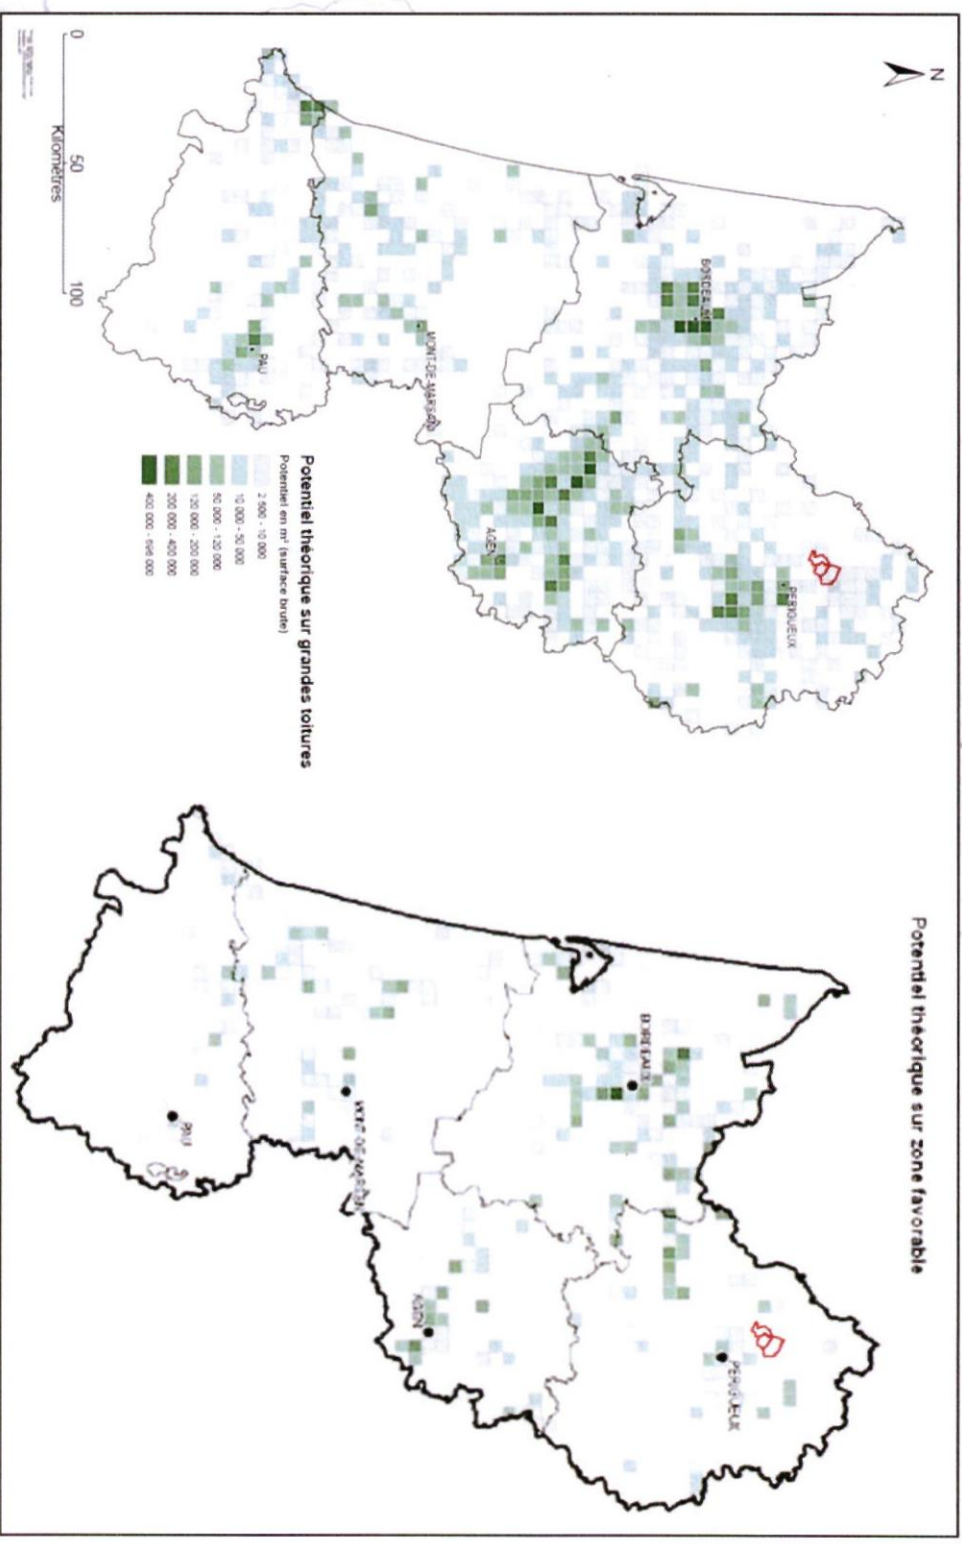 N
BORDEAUX
PERIGUEUX
AGEN
MONT-DE-MARSAN
PAU
0 50 100
Kilomètres
Potentiel théorique sur grandes toitures
Potentiel en m² (surface brute)
2 500 - 10 000
10 000 - 50 000
50 000 - 120 000
120 000 - 200 000
200 000 - 400 000
400 000 - 696 000
Potentiel théorique sur zone favorable
BORDEAUX
PERIGUEUX
AGEN
MONT-DE-MARSAN
PAU